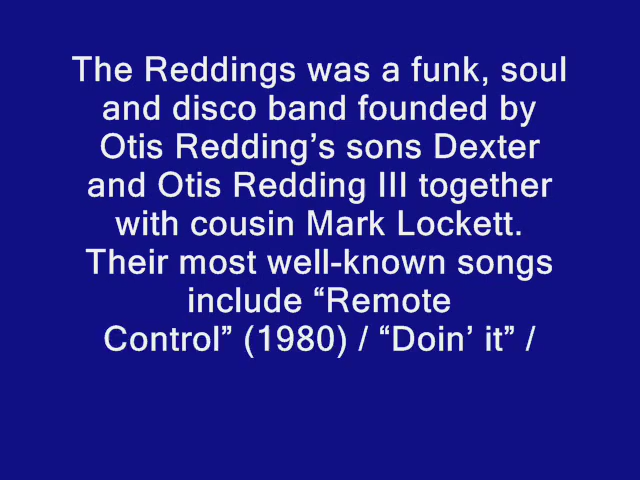 The Reddings was a funk, soul
and disco band founded by
Otis Redding’s sons Dexter
and Otis Redding III together
with cousin Mark Lockett.
Their most well-known songs
include “Remote
Control” (1980) / “Doin’ it” /